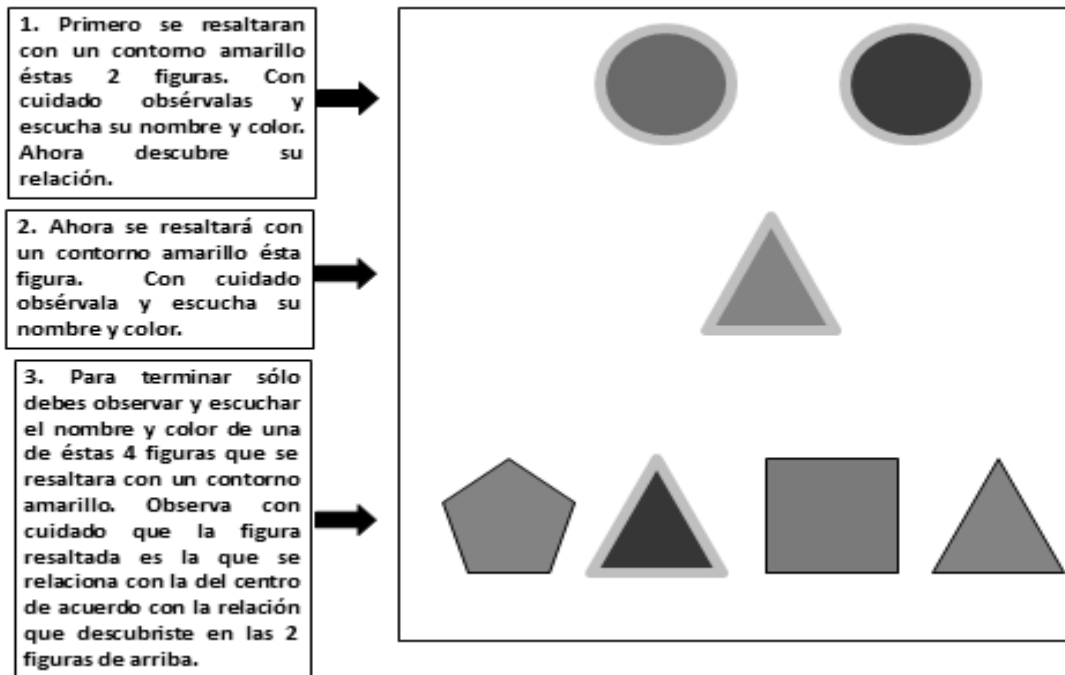 1. Primero se resaltaran
con un contorno amarillo
éstas 2 figuras. Con
cuidado obsérvalas y
escucha su nombre y color.
Ahora descubre su
relación.
2. Ahora se resaltará con
un contorno amarillo ésta
figura. Con cuidado
obsérvala y escucha su
nombre y color.
3. Para terminar sólo
debes observar y escuchar
el nombre y color de una
de éstas 4 figuras que se
resaltara con un contorno
amarillo. Observa con
cuidado que la figura
resaltada es la que se
relaciona con la del centro
de acuerdo con la relación
que descubriste en las 2
figuras de arriba.